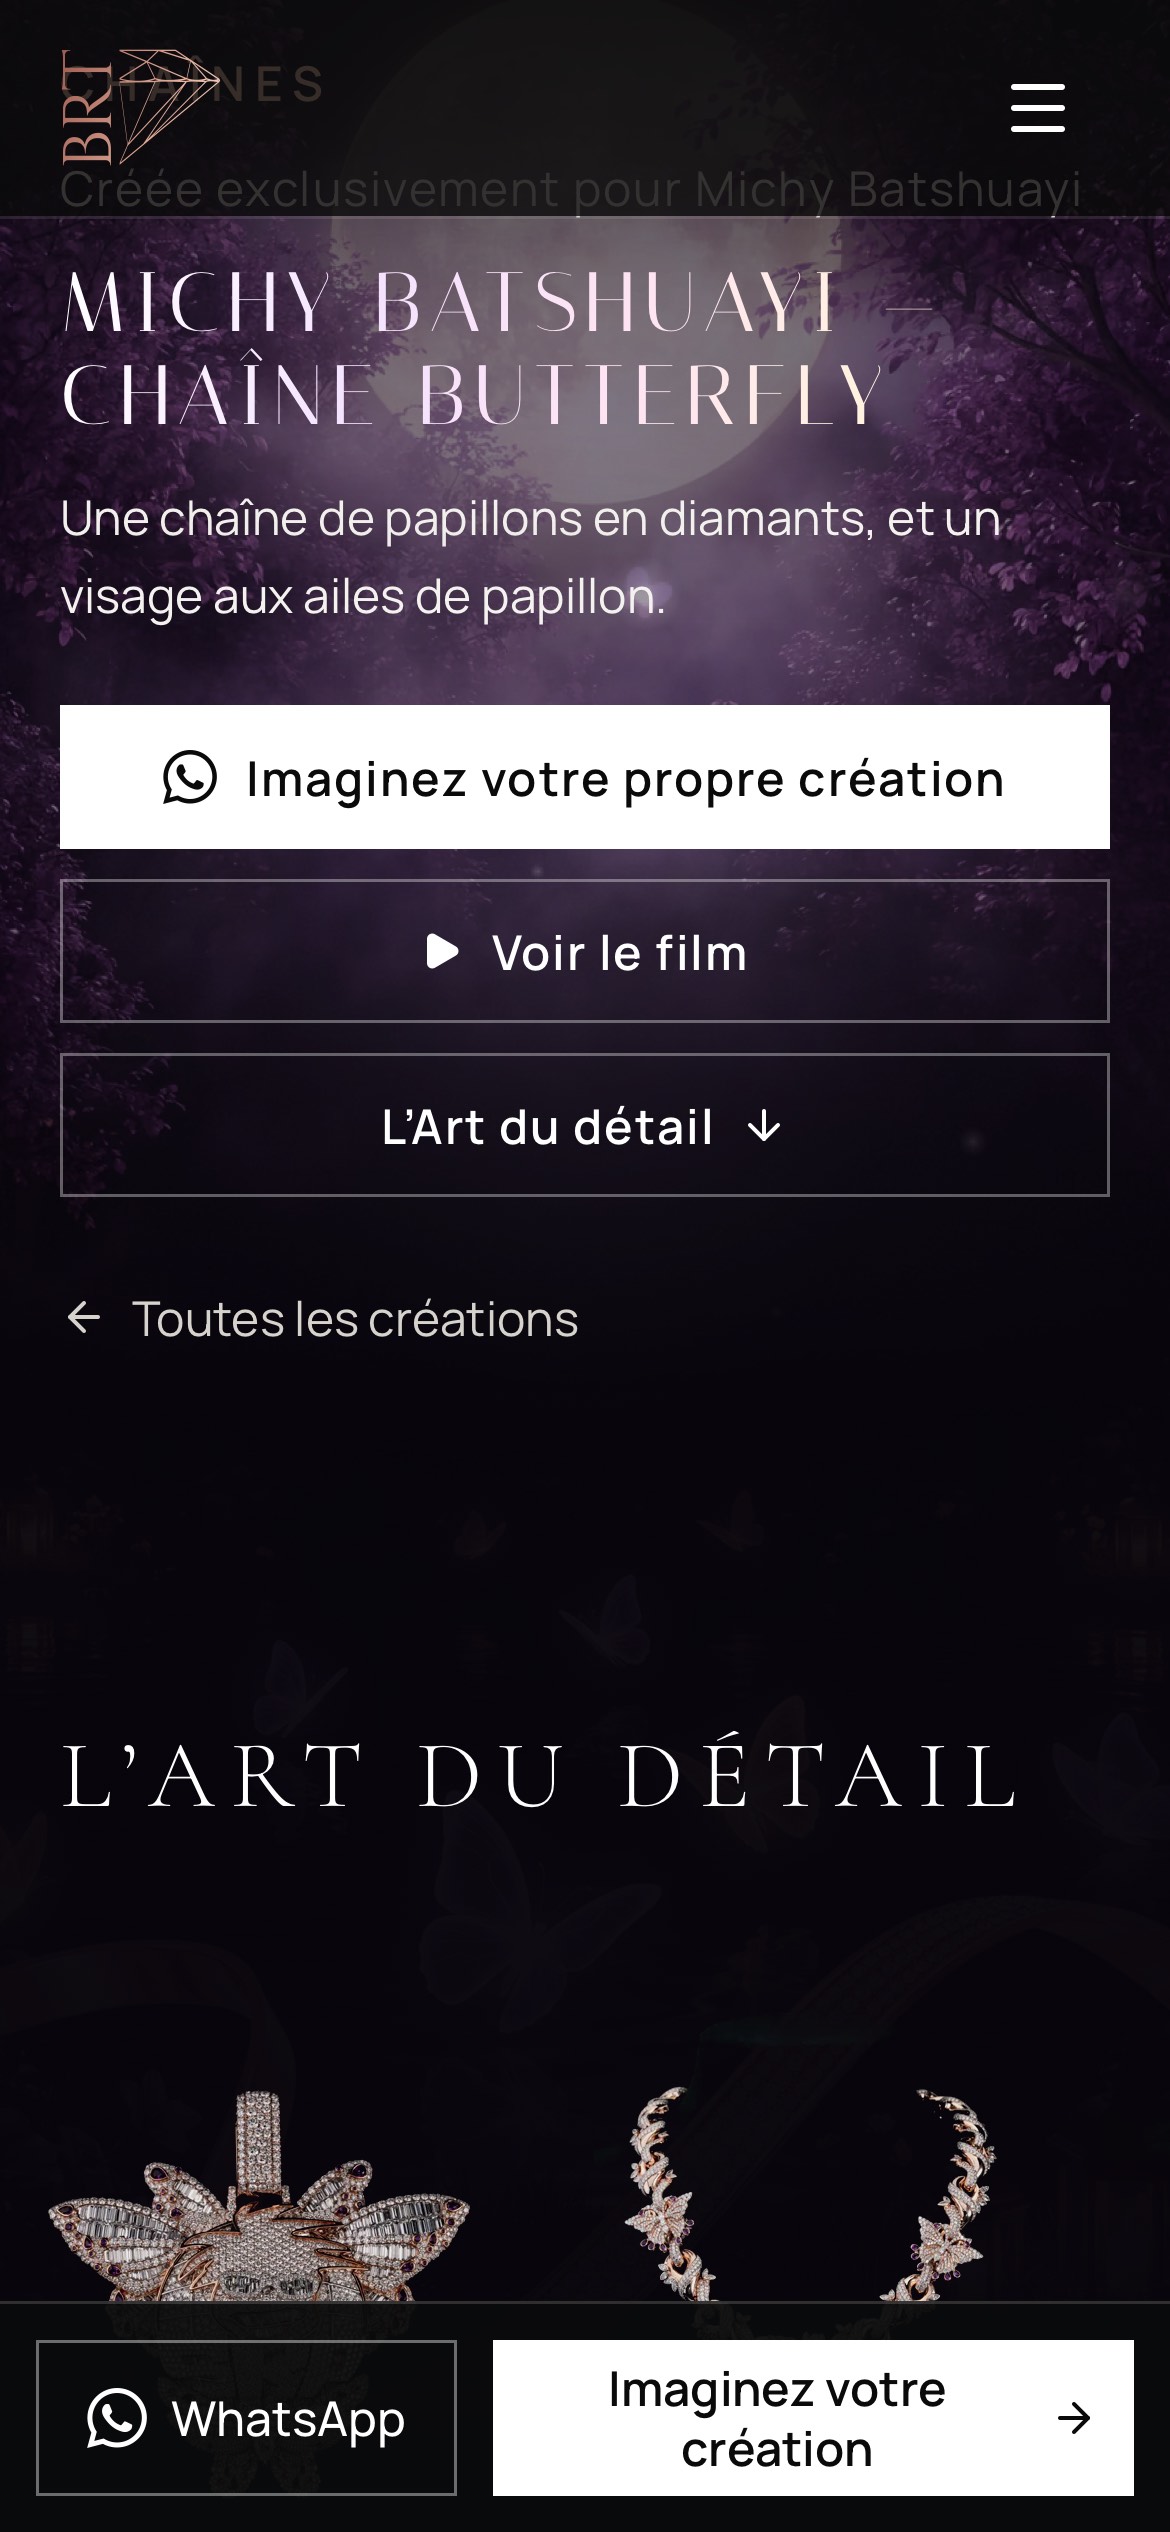 BRT
CHAÎNES
Créée exclusivement pour Michy Batshuayi
MICHY BATSHUAYI —
CHAÎNE BUTTERFLY
Une chaîne de papillons en diamants, et un
visage aux ailes de papillon.
Imaginez votre propre création
Voir le film
L’Art du détail ↓
← Toutes les créations
L’ART DU DÉTAIL
WhatsApp
Imaginez votre
création →